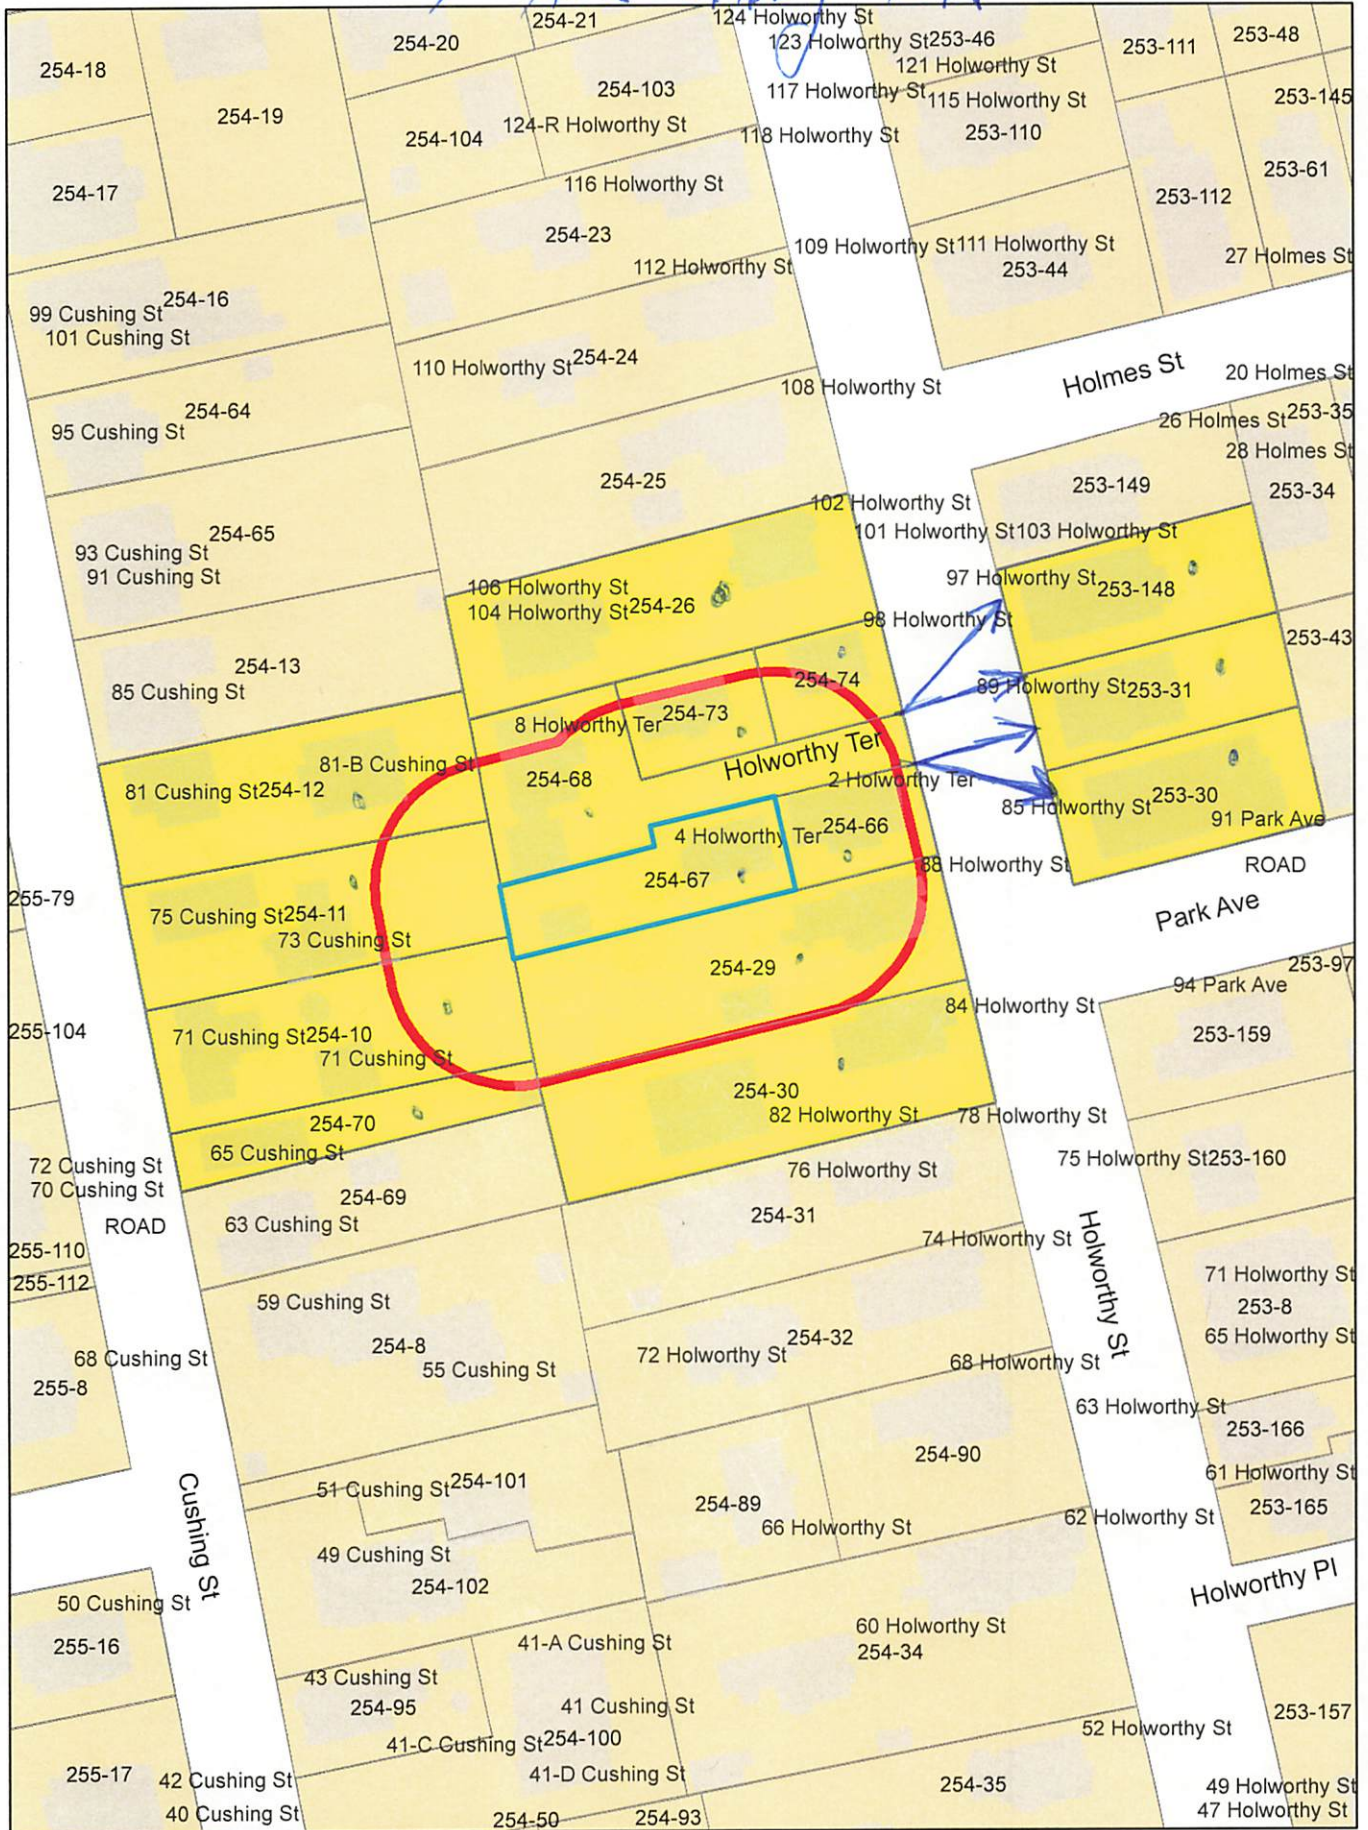 254-21
124 Holworthy St
254-20
123 Holworthy St 253-46
253-111
253-48
254-18
121 Holworthy St
254-103
117 Holworthy St
115 Holworthy St
253-145
254-19
124-R Holworthy St
254-104
118 Holworthy St
253-110
253-61
254-17
116 Holworthy St
253-112
254-23
109 Holworthy St 111 Holworthy St
27 Holmes St
112 Holworthy St
253-44
254-16
99 Cushing St
101 Cushing St
254-24
110 Holworthy St
Holmes St
20 Holmes St
108 Holworthy St
254-64
95 Cushing St
26 Holmes St 253-35
28 Holmes St
254-25
253-149
253-34
102 Holworthy St
254-65
101 Holworthy St 103 Holworthy St
93 Cushing St
91 Cushing St
97 Holworthy St
253-148
106 Holworthy St
104 Holworthy St 254-26
98 Holworthy St
253-43
254-13
85 Cushing St
254-74
89 Holworthy St 253-31
8 Holworthy Ter 254-73
Holworthy Ter
81-B Cushing St
254-68
2 Holworthy Ter
81 Cushing St 254-12
85 Holworthy St 253-30
91 Park Ave
4 Holworthy Ter 254-66
88 Holworthy St
ROAD
254-67
255-79
75 Cushing St 254-11
Park Ave
73 Cushing St
254-29
253-97
94 Park Ave
84 Holworthy St
255-104
71 Cushing St 254-10
253-159
71 Cushing St
254-30
82 Holworthy St
78 Holworthy St
254-70
65 Cushing St
72 Cushing St
70 Cushing St
76 Holworthy St
75 Holworthy St 253-160
254-69
63 Cushing St
ROAD
254-31
74 Holworthy St
Holworthy St
255-110
255-112
71 Holworthy St
59 Cushing St
253-8
65 Holworthy St
254-8
254-32
68 Cushing St
55 Cushing St
72 Holworthy St
68 Holworthy St
255-8
63 Holworthy St
253-166
254-90
61 Holworthy St
51 Cushing St 254-101
254-89
253-165
66 Holworthy St
62 Holworthy St
Cushing St
49 Cushing St
254-102
Holworthy Pl
50 Cushing St
60 Holworthy St
254-34
255-16
41-A Cushing St
43 Cushing St
254-95
41 Cushing St
253-157
52 Holworthy St
41-C Cushing St 254-100
255-17
42 Cushing St
41-D Cushing St
254-35
49 Holworthy St
40 Cushing St
254-50
254-93
47 Holworthy St